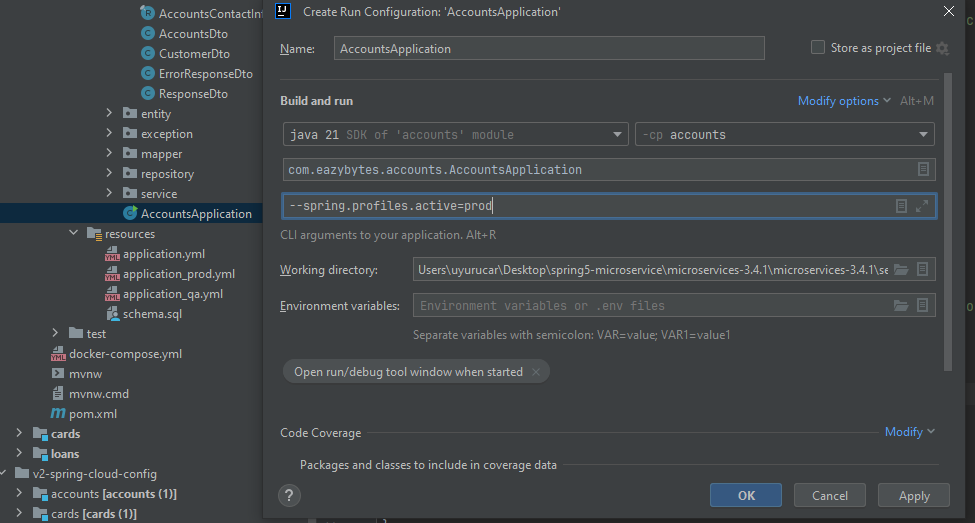 AccountsContactInf
AccountsDto
CustomerDto
ErrorResponseDto
ResponseDto
entity
exception
mapper
repository
service
AccountsApplication
resources
application.yml
application_prod.yml
application_qa.yml
schema.sql
test
docker-compose.yml
mvnw
mvnw.cmd
pom.xml
cards
loans
v2-spring-cloud-config
accounts [accounts (1)]
cards [cards (1)]
Create Run Configuration: 'AccountsApplication'
Name: AccountsApplication Store as project file
Build and run Modify options Alt+M
java 21 SDK of 'accounts' module -cp accounts
com.eazybytes.accounts.AccountsApplication
--spring.profiles.active=prod
CLI arguments to your application. Alt+R
Working directory: Users\uyurucar\Desktop\spring5-microservice\microservices-3.4.1\microservices-3.4.1\se
Environment variables: Environment variables or .env files
Separate variables with semicolon: VAR=value; VAR1=value1
Open run/debug tool window when started
Code Coverage Modify
Packages and classes to include in coverage data
? OK Cancel Apply